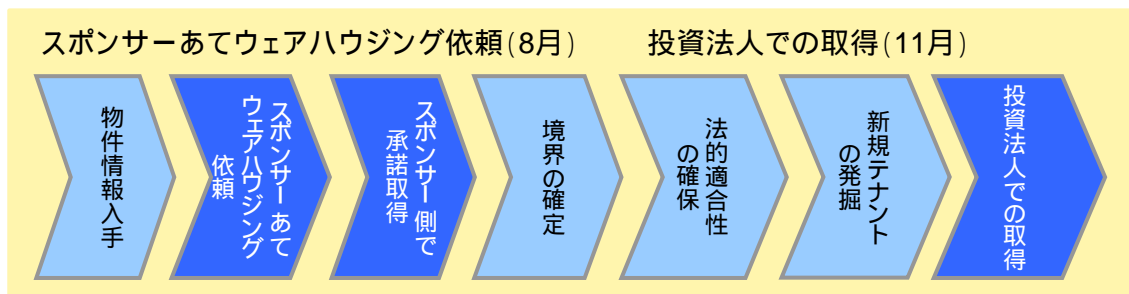 スポンサーあてウェアハウジング依頼(8月)
投資法人での取得(11月)
物件情報入手
スポンサーあて
ウェアハウジング
依頼
スポンサー側で
承諾取得
境界の確定
法的適合性
の確保
新規テナント
の発掘
投資法人での取得